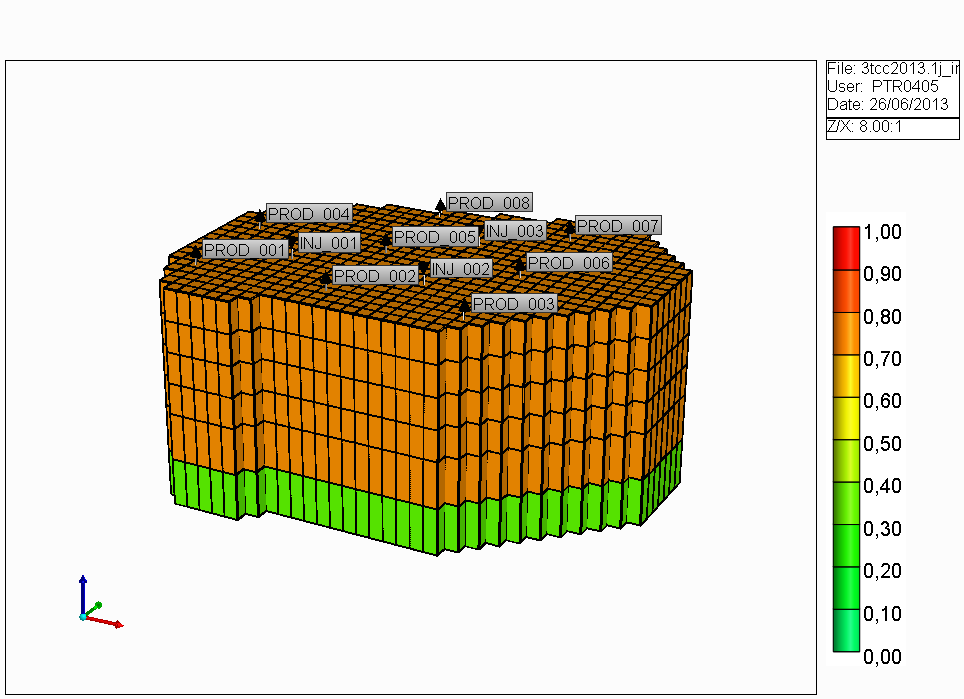 File: 3tcc2013.1j_ir
User: PTR0405
Date: 26/06/2013
Z/X: 8.00:1
PROD_008
PROD_004
PROD_007
INJ_003
PROD_005
INJ_001
PROD_001
PROD_006
INJ_002
PROD_002
PROD_003
1,00
0,90
0,80
0,70
0,60
0,50
0,40
0,30
0,20
0,10
0,00